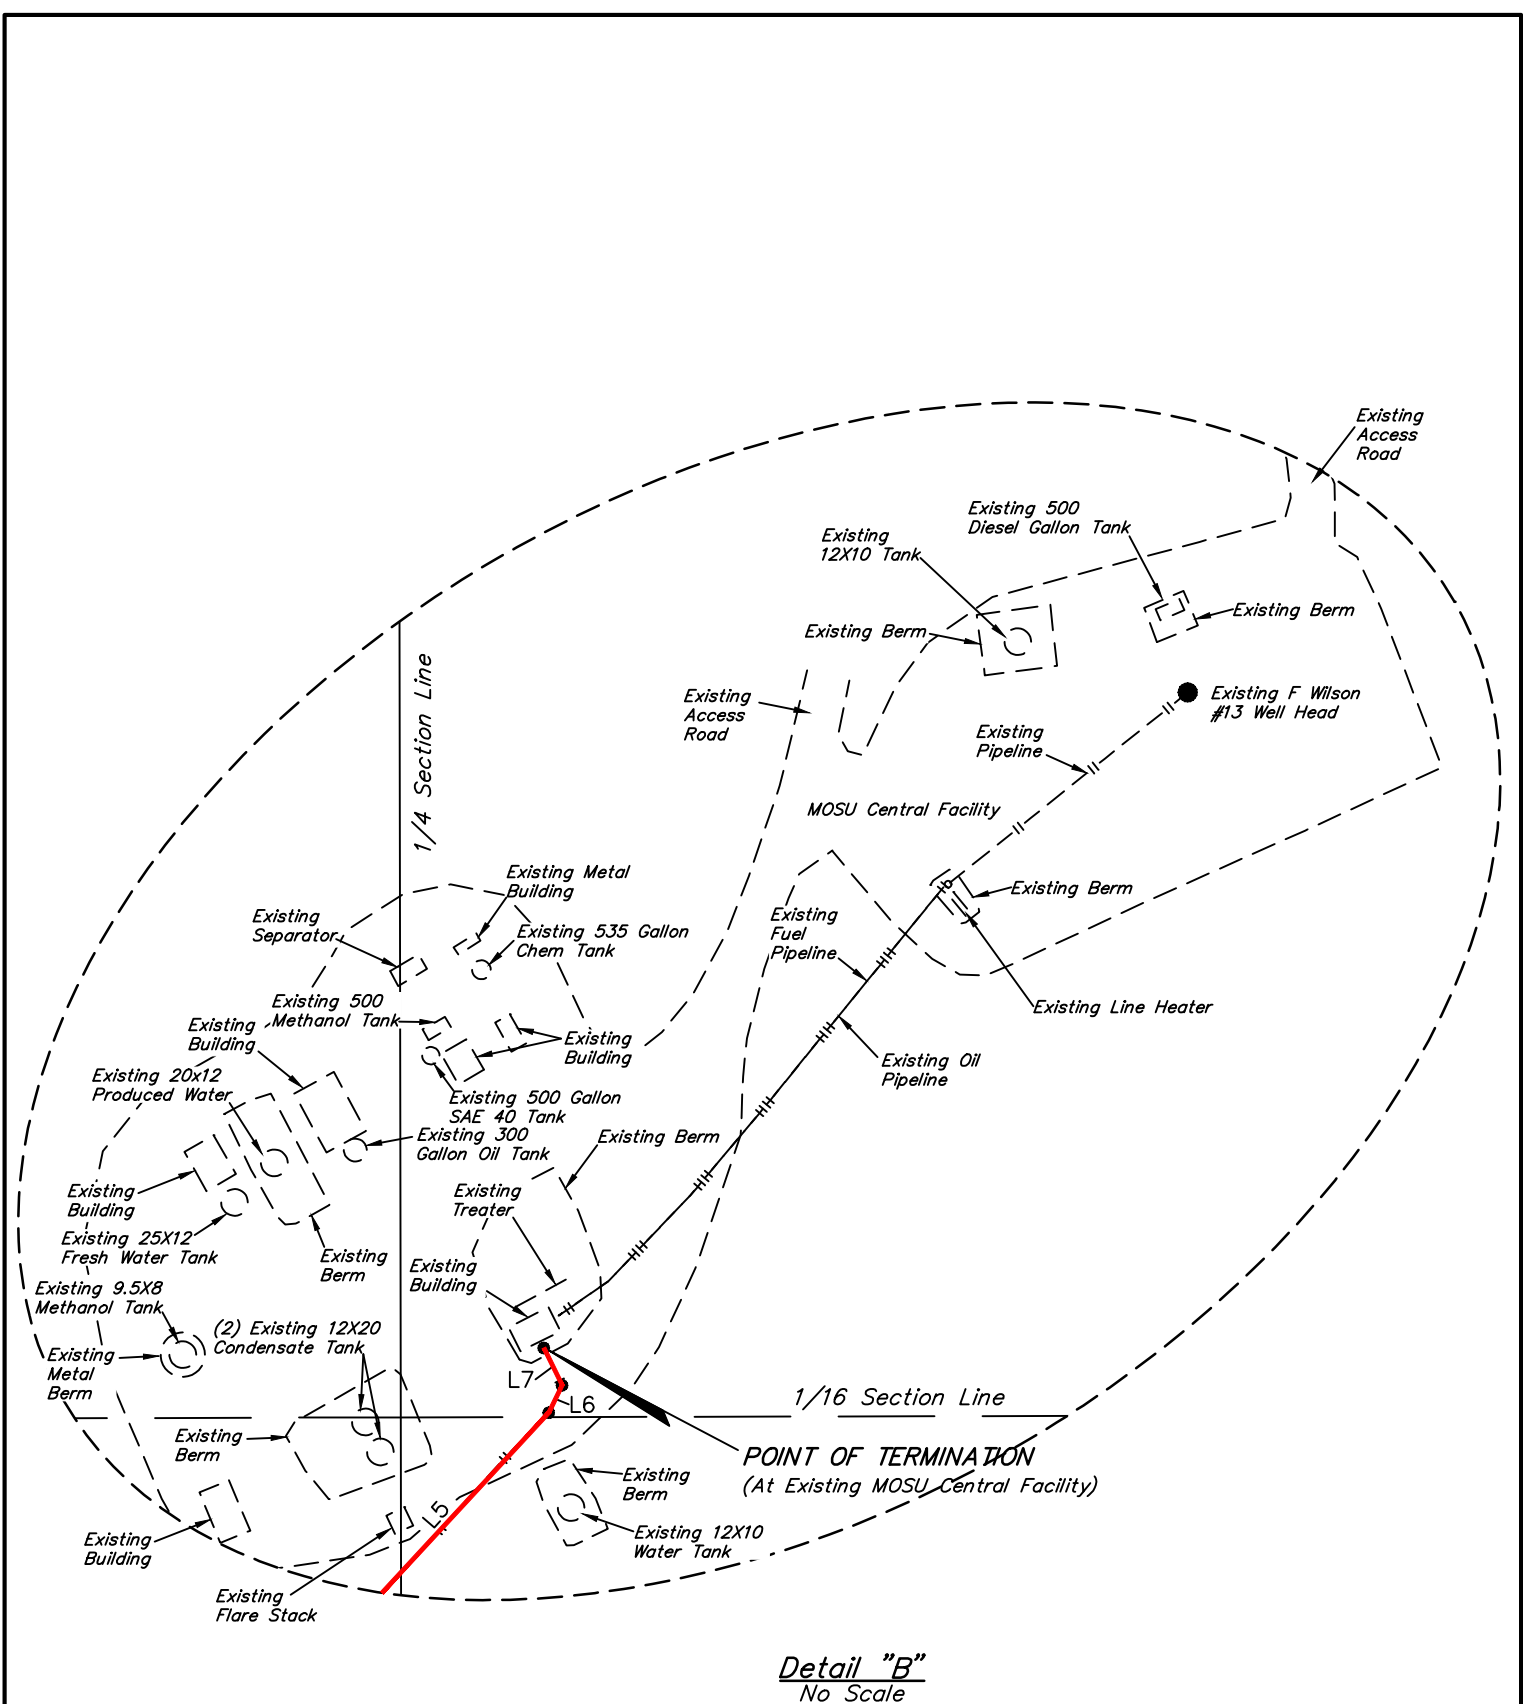 Existing
Access
Road
Existing 500
Diesel Gallon Tank
Existing
12X10 Tank
Existing Berm
Existing Berm
1/4 Section Line
Existing
Access
Road
Existing F Wilson
#13 Well Head
Existing
Pipeline
MOSU Central Facility
Existing Metal
Building
Existing Berm
Existing
Separator
Existing
Fuel
Pipeline
Existing 535 Gallon
Chem Tank
Existing 500
Methanol Tank
Existing Line Heater
Existing
Building
Existing
Building
Existing Oil
Pipeline
Existing 20x12
Produced Water
Existing 500 Gallon
SAE 40 Tank
Existing 300
Gallon Oil Tank
Existing Berm
Existing
Building
Existing
Treater
Existing 25X12
Fresh Water Tank
Existing
Berm
Existing
Building
Existing 9.5X8
Methanol Tank
(2) Existing 12X20
Condensate Tank
Existing
Metal
Berm
L7
L6
1/16 Section Line
Existing
Berm
POINT OF TERMINATION
(At Existing MOSU Central Facility)
Existing
Berm
L5
Existing
Building
Existing 12X10
Water Tank
Existing
Flare Stack
Detail "B"
No Scale